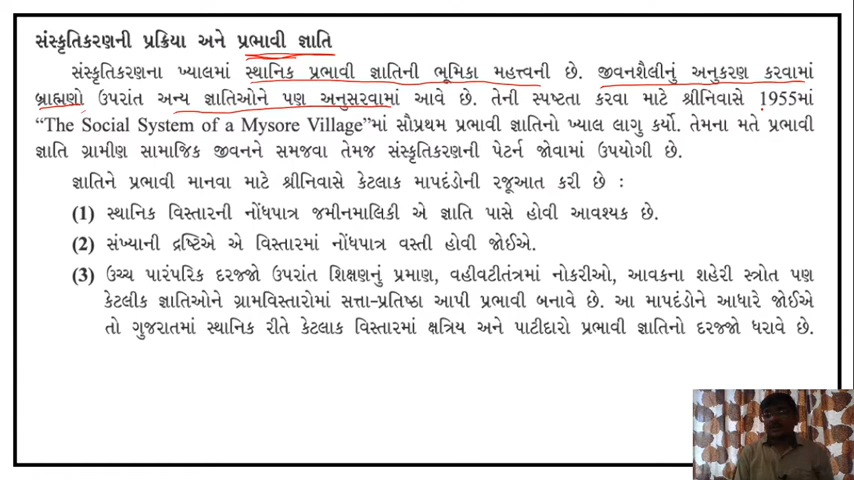 સંસ્કૃતિકરણની પ્રક્રિયા અને પ્રભાવી જ્ઞાતિ
સંસ્કૃતિકરણના ખ્યાલમાં સ્થાનિક પ્રભાવી જ્ઞાતિની ભૂમિકા મહત્ત્વની છે. જીવનશૈલીનું અનુકરણ કરવામાં
બ્રાહ્મણો ઉપરાંત અન્ય જ્ઞાતિઓને પણ અનુસરવામાં આવે છે. તેની સ્પષ્ટતા કરવા માટે શ્રીનિવાસે 1955માં
“The Social System of a Mysore Village”માં સૌપ્રથમ પ્રભાવી જ્ઞાતિનો ખ્યાલ લાગુ કર્યો. તેમના મતે પ્રભાવી
જ્ઞાતિ ગ્રામીણ સામાજિક જીવનને સમજવા તેમજ સંસ્કૃતિકરણની પેટર્ન જોવામાં ઉપયોગી છે.
જ્ઞાતિને પ્રભાવી માનવા માટે શ્રીનિવાસે કેટલાક માપદંડોની રજૂઆત કરી છે :
(1) સ્થાનિક વિસ્તારની નોંધપાત્ર જમીનમાલિકી એ જ્ઞાતિ પાસે હોવી આવશ્યક છે.
(2) સંખ્યાની દ્રષ્ટિએ એ વિસ્તારમાં નોંધપાત્ર વસ્તી હોવી જોઈએ.
(3) ઉચ્ચ પારંપરિક દરજ્જો ઉપરાંત શિક્ષણનું પ્રમાણ, વહીવટીતંત્રમાં નોકરીઓ, આવકના શહેરી સ્ત્રોત પણ
કેટલીક જ્ઞાતિઓને ગ્રામવિસ્તારોમાં સત્તા-પ્રતિષ્ઠા આપી પ્રભાવી બનાવે છે. આ માપદંડોને આધારે જોઈએ
તો ગુજરાતમાં સ્થાનિક રીતે કેટલાક વિસ્તારમાં ક્ષત્રિય અને પાટીદારો પ્રભાવી જ્ઞાતિનો દરજ્જો ધરાવે છે.